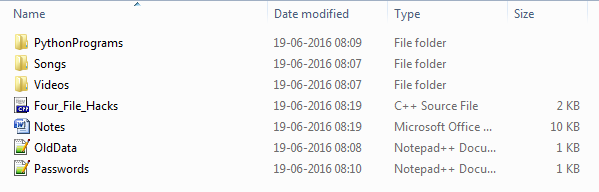 Name Date modified Type Size
PythonPrograms 19-06-2016 08:09 File folder
Songs 19-06-2016 08:07 File folder
Videos 19-06-2016 08:07 File folder
Four_File_Hacks 19-06-2016 08:19 C++ Source File 2 KB
Notes 19-06-2016 08:19 Microsoft Office ... 10 KB
OldData 19-06-2016 08:08 Notepad++ Docu... 1 KB
Passwords 19-06-2016 08:10 Notepad++ Docu... 1 KB